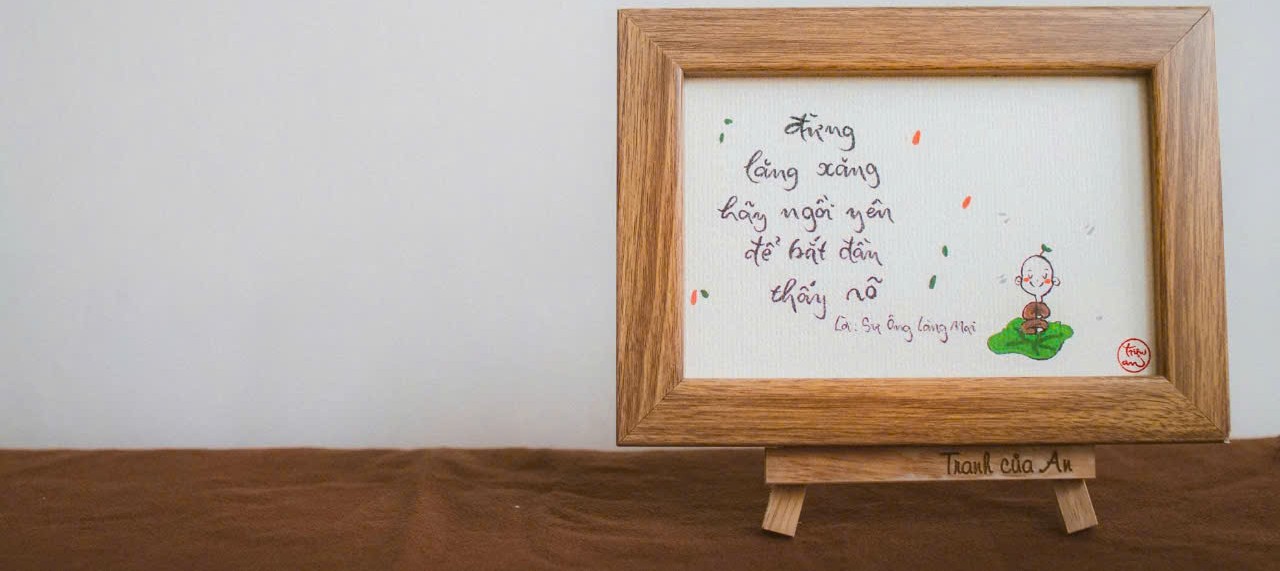 đừng
lăng xăng
hãy ngồi yên
để bắt đầu
thấy rõ
Lời: Sư Ông Làng Mai
triệu
an
Tranh của An